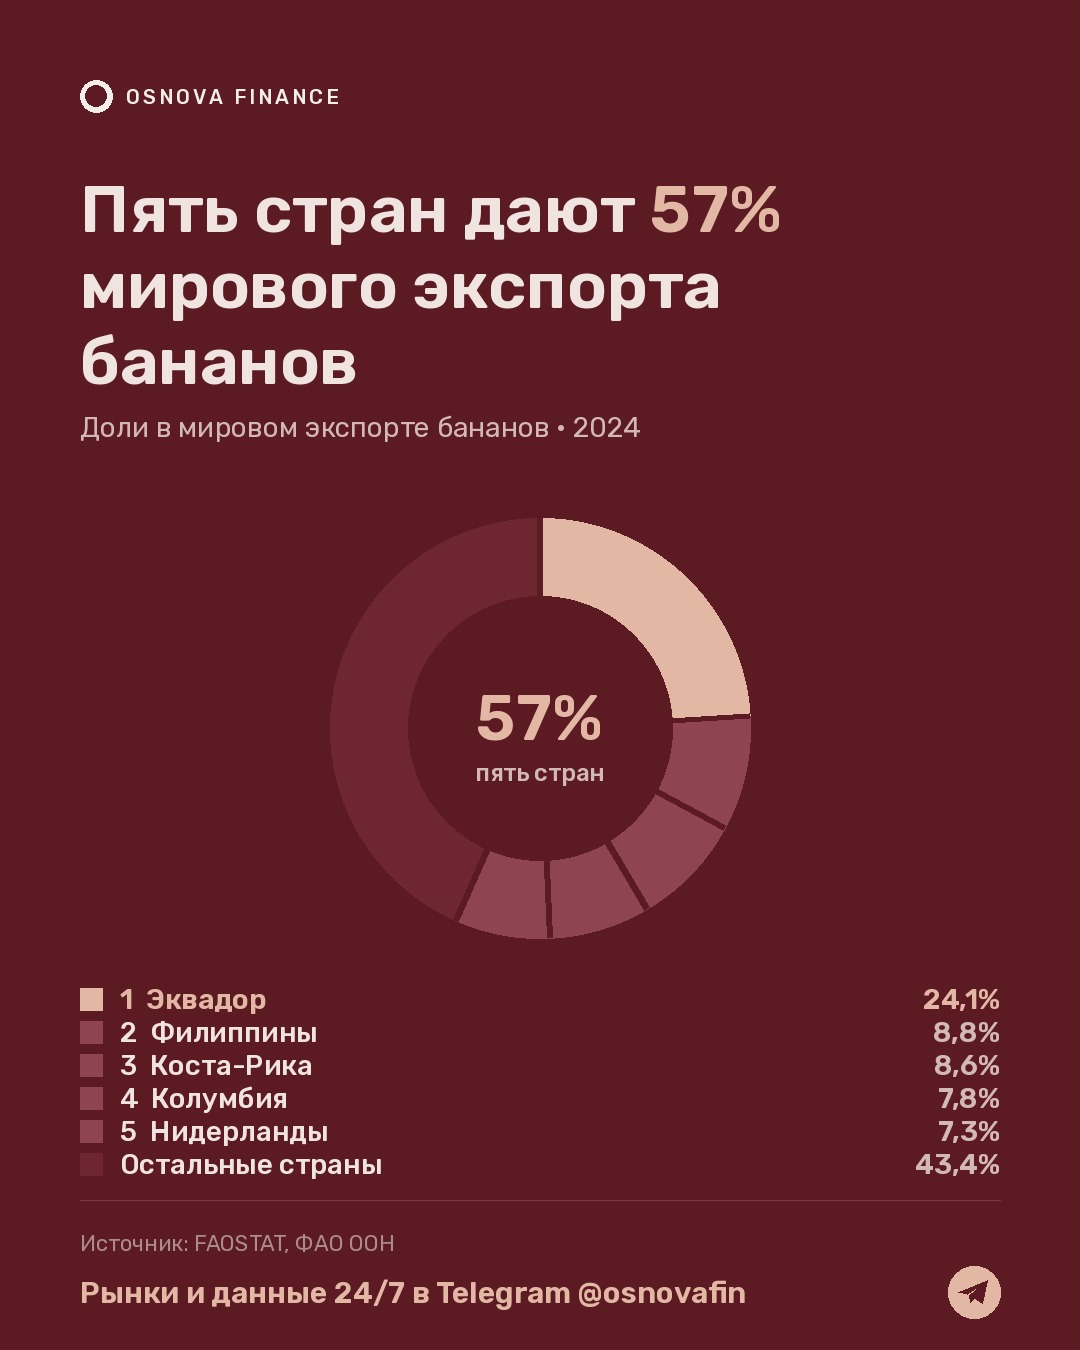 OSNOVA FINANCE
Пять стран дают 57%
мирового экспорта
бананов
Доли в мировом экспорте бананов • 2024
57%
пять стран
1 Эквадор 24,1%
2 Филиппины 8,8%
3 Коста-Рика 8,6%
4 Колумбия 7,8%
5 Нидерланды 7,3%
Остальные страны 43,4%
Источник: FAOSTAT, ФАО ООН
Рынки и данные 24/7 в Telegram @osnovafin